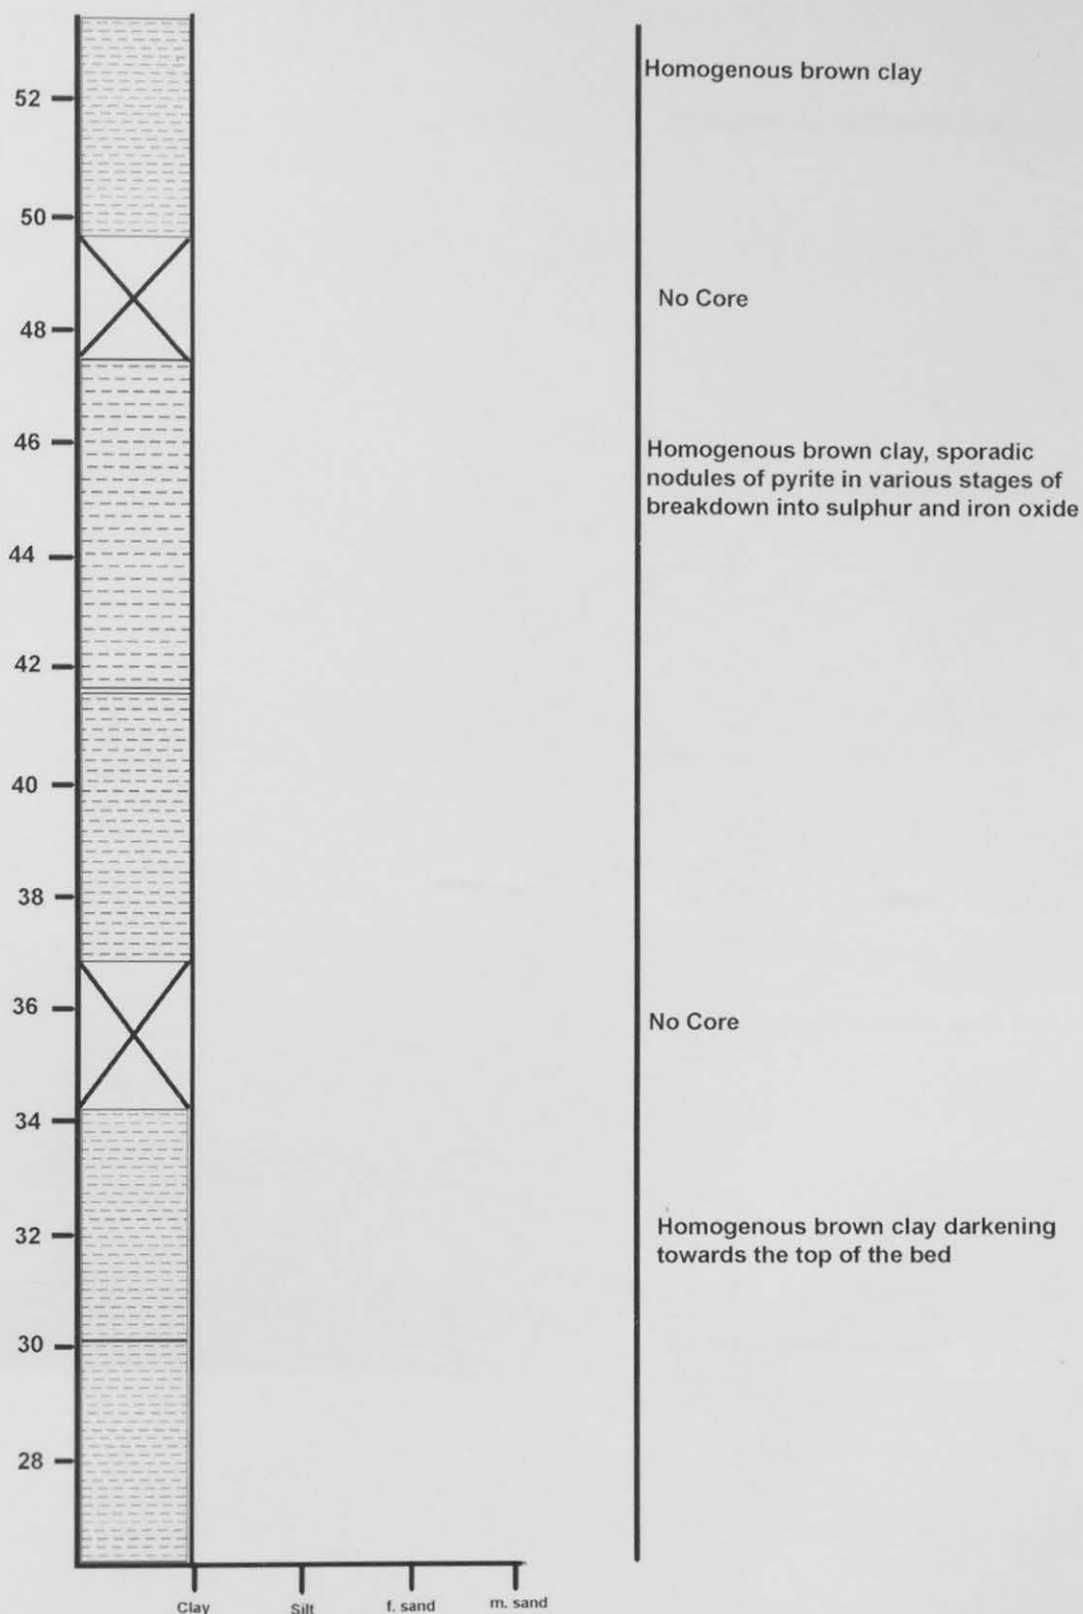 Homogenous brown clay
52
50
No Core
48
46
Homogenous brown clay, sporadic
nodules of pyrite in various stages of
breakdown into sulphur and iron oxide
44
42
40
38
36
No Core
34
32
Homogenous brown clay darkening
towards the top of the bed
30
28
Clay
Silt
f. sand
m. sand